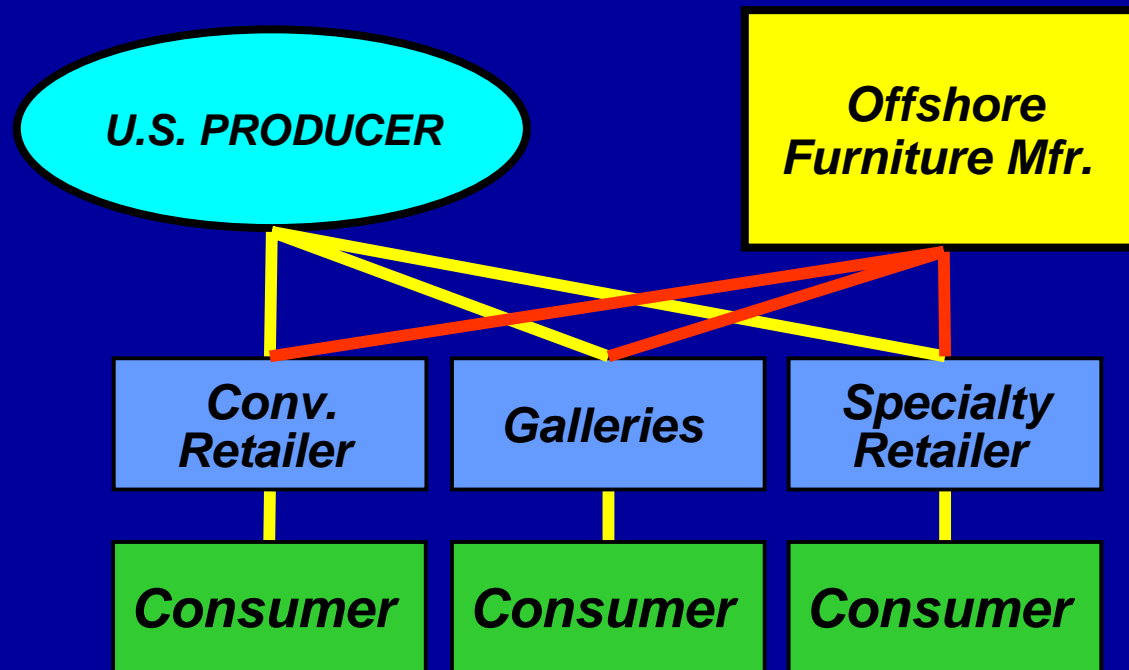 U.S. PRODUCER
Offshore
Furniture Mfr.
Conv.
Retailer
Galleries
Specialty
Retailer
Consumer
Consumer
Consumer